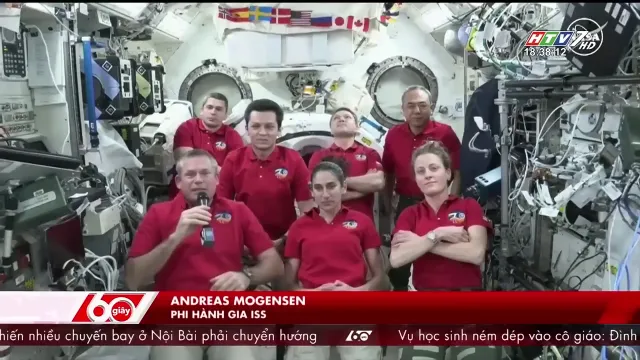 HTV7
HD
18:38:12
60 giây
ANDREAS MOGENSEN
PHI HÀNH GIA ISS
hiến nhiều chuyến bay ở Nội Bài phải chuyển hướng 60 Vụ học sinh ném dép vào cô giáo: Đình